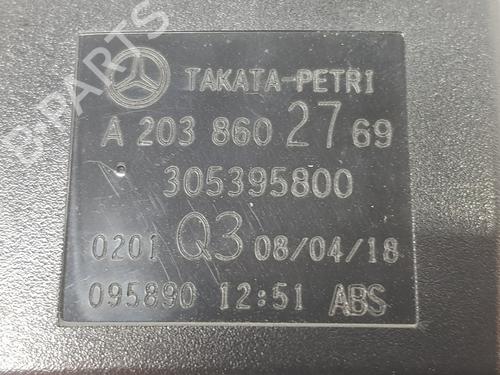 B-PARTS
TAKATA-PETRI
A 203 860 27 69
305395800
0201 Q3 08/04/18
095890 12:51 ABS